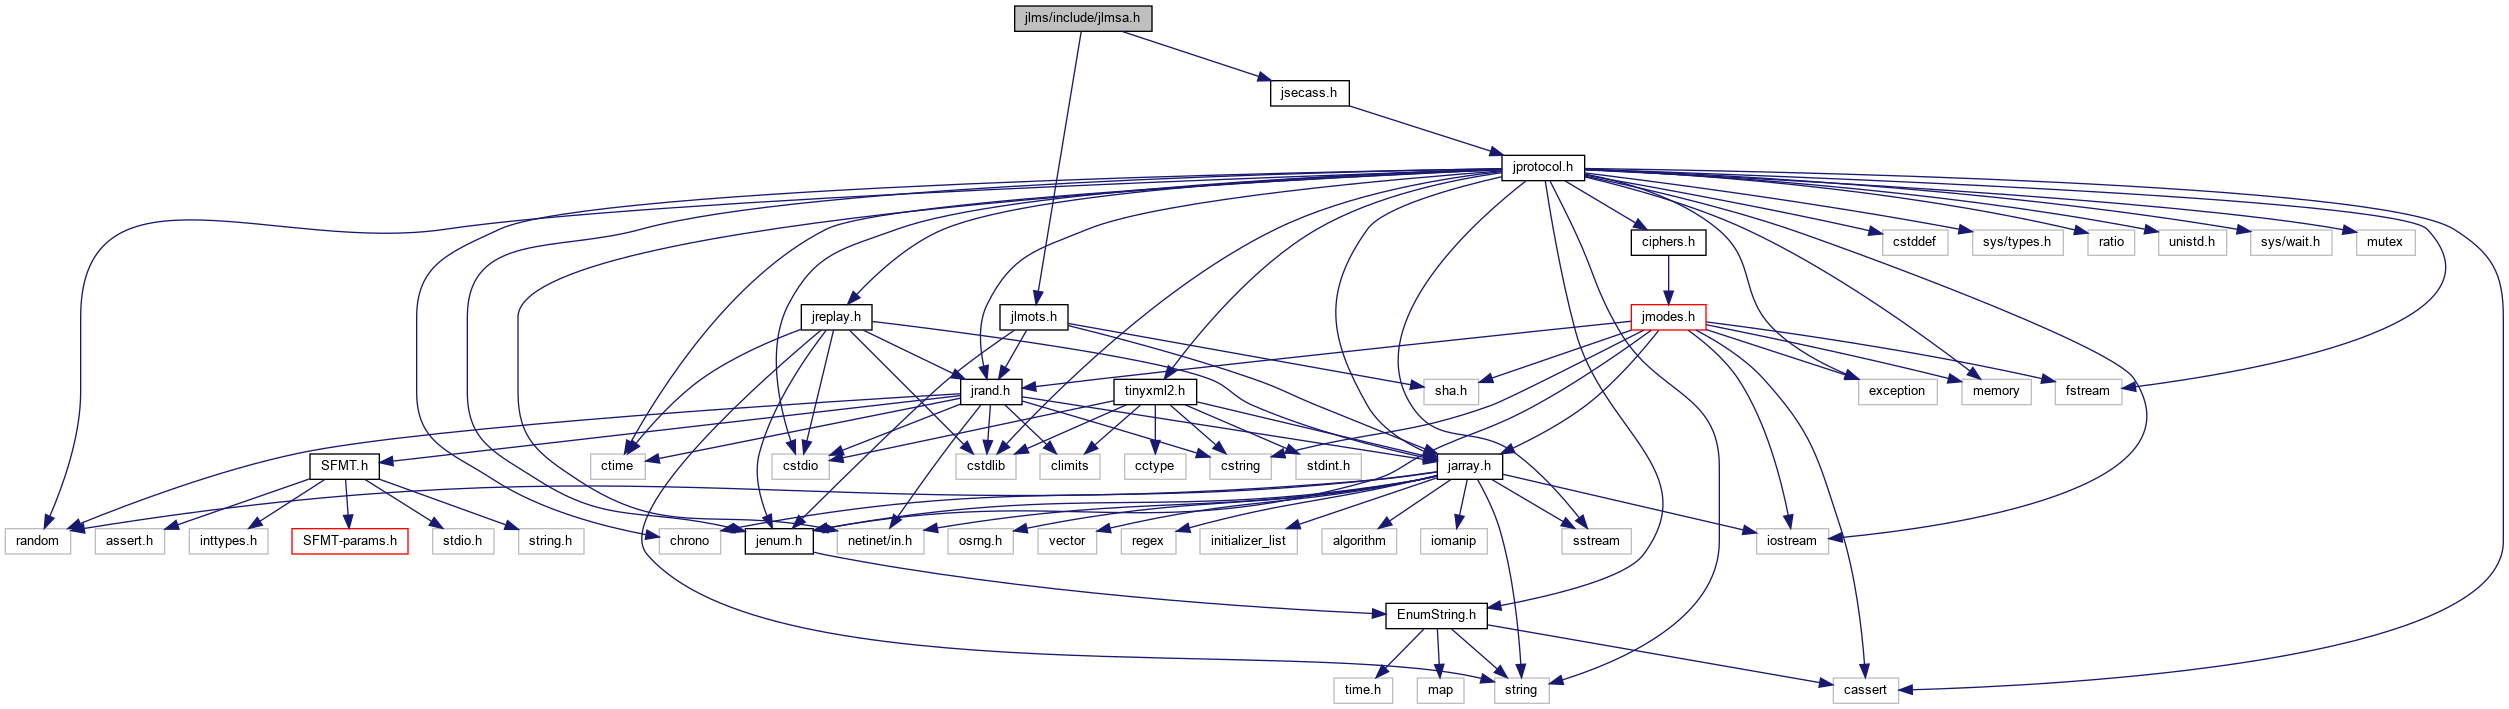 jlms/include/jlmsa.h
jsecass.h
jprotocol.h
ciphers.h
cstddef
sys/types.h
ratio
unistd.h
sys/wait.h
mutex
jreplay.h
jlmots.h
jmodes.h
jrand.h
tinyxml2.h
sha.h
exception
memory
fstream
SFMT.h
ctime
cstdio
cstdlib
climits
cctype
cstring
stdint.h
jarray.h
random
assert.h
inttypes.h
SFMT-params.h
stdio.h
string.h
chrono
jenum.h
netinet/in.h
osrng.h
vector
regex
initializer_list
algorithm
iomanip
sstream
iostream
EnumString.h
time.h
map
string
cassert